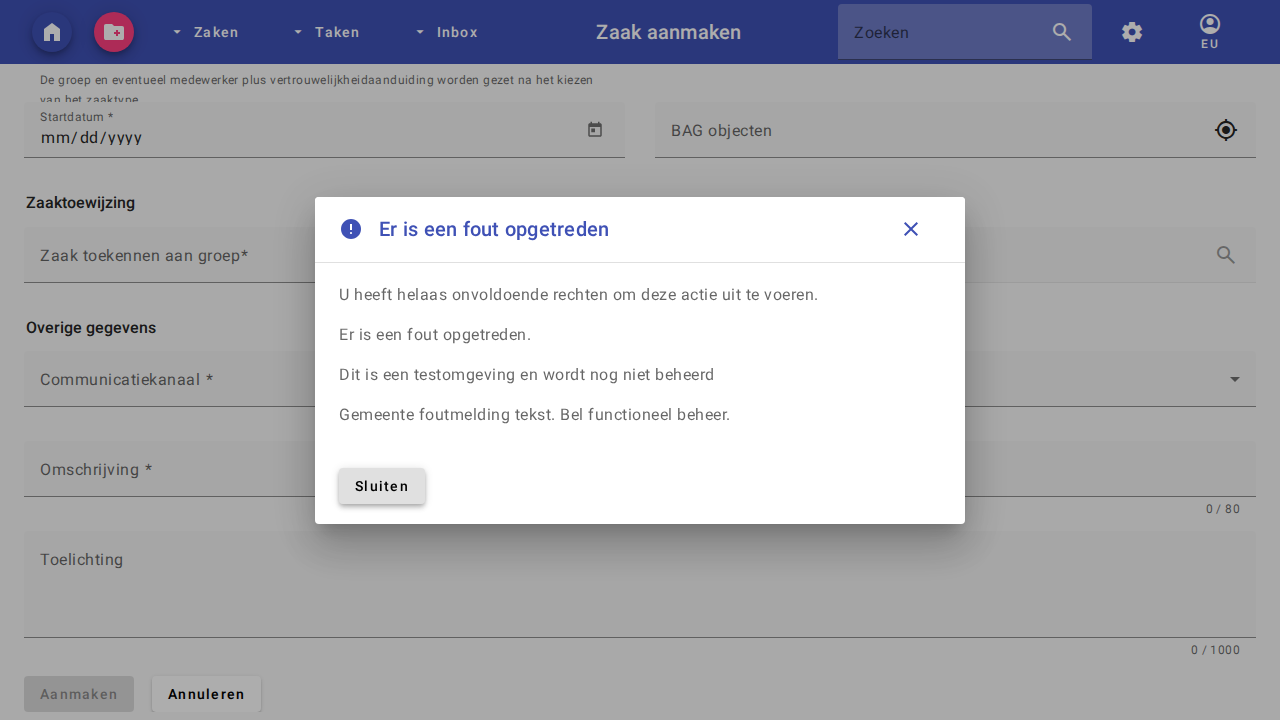 Zaken
Taken
Inbox
Zaak aanmaken
Zoeken
EU
De groep en eventueel medewerker plus vertrouwelijkheidaanduiding worden gezet na het kiezen
van het zaaktype
Startdatum *
mm/dd/yyyy
BAG objecten
Zaaktoewijzing
Zaak toekennen aan groep*
Overige gegevens
Communicatiekanaal *
Omschrijving *
0 / 80
Toelichting
0 / 1000
Aanmaken
Annuleren
Er is een fout opgetreden
U heeft helaas onvoldoende rechten om deze actie uit te voeren.
Er is een fout opgetreden.
Dit is een testomgeving en wordt nog niet beheerd
Gemeente foutmelding tekst. Bel functioneel beheer.
Sluiten